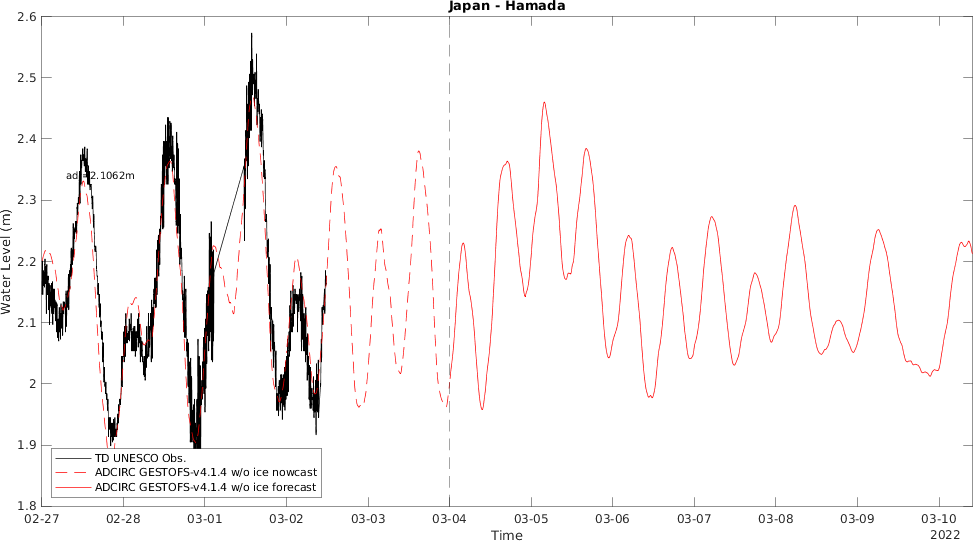 Japan - Hamada
2.6
2.5
2.4
2.3
2.2
2.1
2
1.9
1.8
Water Level (m)
2.1062m
TD UNESCO Obs.
ADCIRC GESTOFS-v4.1.4 w/o ice nowcast
ADCIRC GESTOFS-v4.1.4 w/o ice forecast
02-27 02-28 03-01 03-02 03-03 03-04 03-05 03-06 03-07 03-08 03-09 03-10
Time
2022